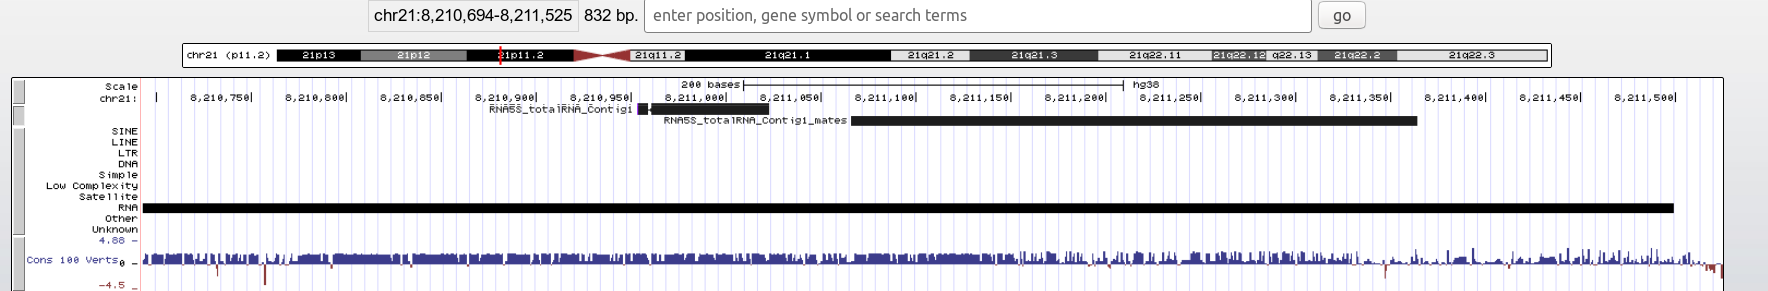 chr21:8,210,694-8,211,525 832 bp. enter position, gene symbol or search terms go
chr21 (p11.2) 21p13 21p12 21p11.2 21q11.2 21q21.1 21q21.2 21q21.3 21q22.11 21q22.12 q22.13 21q22.2 21q22.3
Scale 200 bases hg38
chr21: 8,210,750 8,210,800 8,210,850 8,210,900 8,210,950 8,211,000 8,211,050 8,211,100 8,211,150 8,211,200 8,211,250 8,211,300 8,211,350 8,211,400 8,211,450 8,211,500
RNA5S_totalRNA_Contig1
RNA5S_totalRNA_Contig1_mates
SINE
LINE
LTR
DNA
Simple
Low Complexity
Satellite
RNA
Other
Unknown
4.88 -
Cons 100 Verts 0 -
-4.5 _